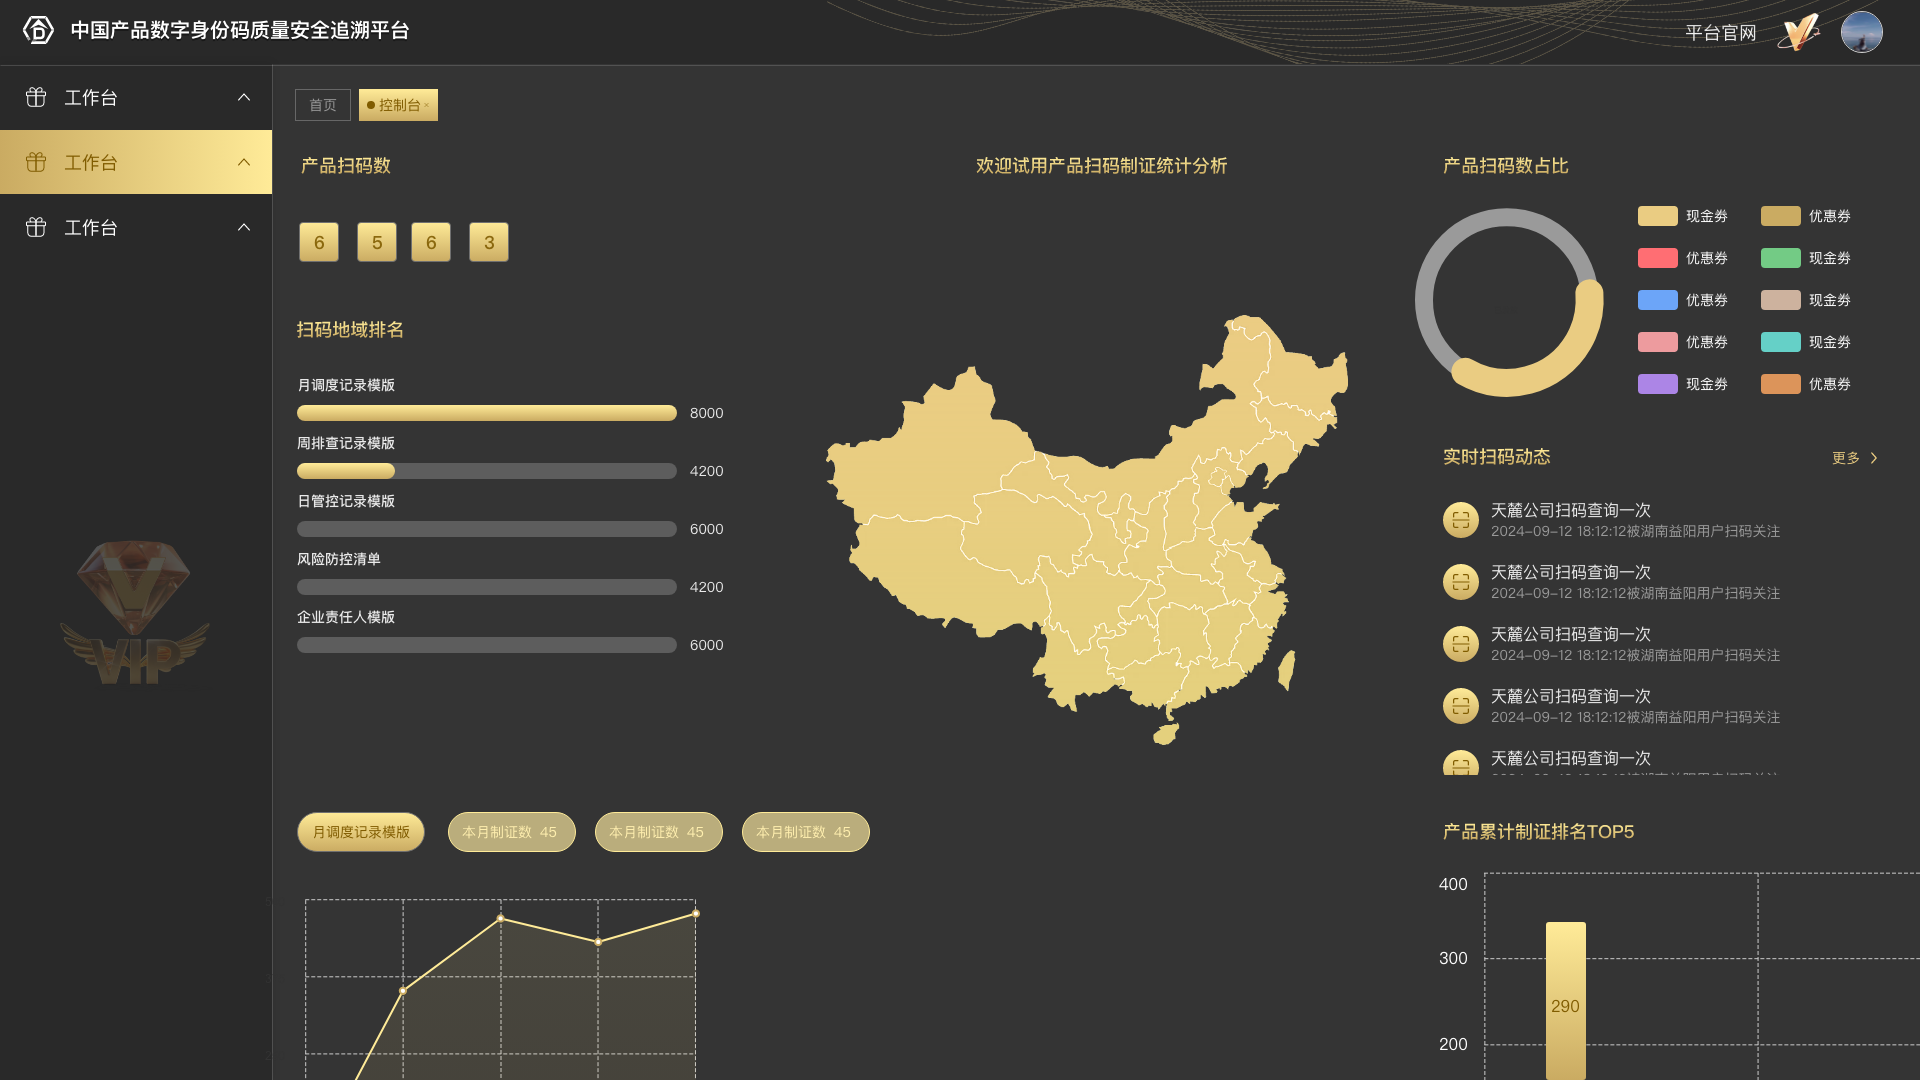 中国产品数字身份码质量安全追溯平台
平台官网
工作台
工作台
工作台
VIP
首页
控制台×
产品扫码数
6 5 6 3
扫码地域排名
月调度记录模版
8000
周排查记录模版
4200
日管控记录模版
6000
风险防控清单
4200
企业责任人模版
6000
欢迎试用产品扫码制证统计分析
产品扫码数占比
现金券 优惠券
优惠券 现金券
优惠券 现金券
优惠券 现金券
现金券 优惠券
实时扫码动态
更多
天麓公司扫码查询一次
2024-09-12 18:12:12被湖南益阳用户扫码关注
天麓公司扫码查询一次
2024-09-12 18:12:12被湖南益阳用户扫码关注
天麓公司扫码查询一次
2024-09-12 18:12:12被湖南益阳用户扫码关注
天麓公司扫码查询一次
2024-09-12 18:12:12被湖南益阳用户扫码关注
天麓公司扫码查询一次
月调度记录模版
本月制证数 45
本月制证数 45
本月制证数 45
产品累计制证排名TOP5
400
300
290
200